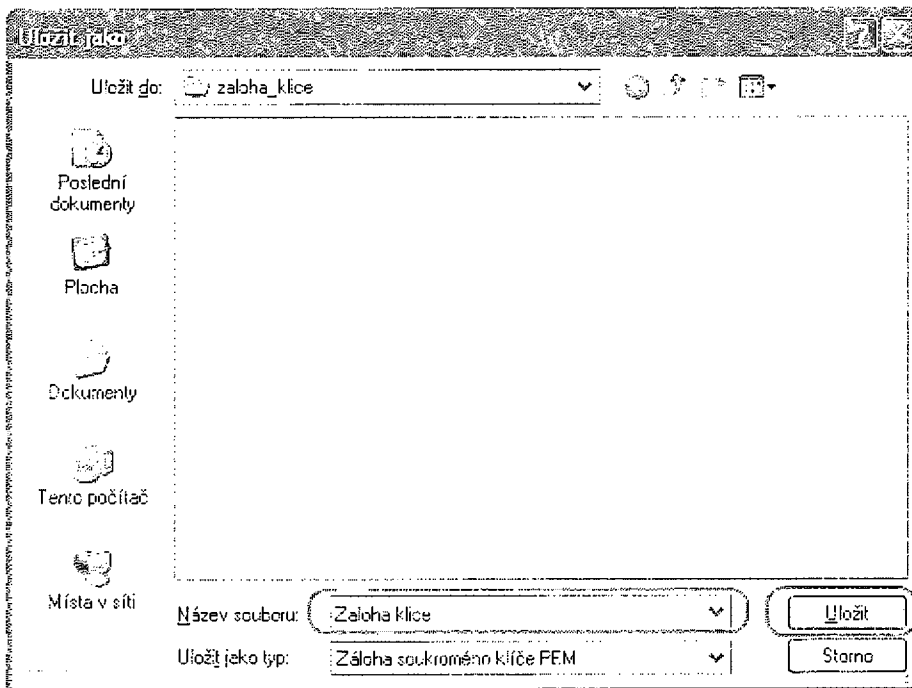 Uložit jako
Uložit do: zaloha_klice
Poslední
dokumenty
Plocha
Dokumenty
Tento počítač
Místa v síti
Název souboru: Zaloha klice
Uložit
Uložit jako typ: Záloha soukromého klíče PEM
Storno